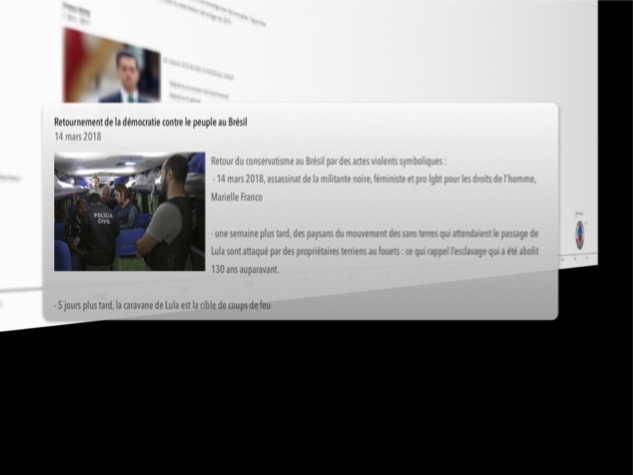 Retournement de la démocratie contre le peuple au Brésil
14 mars 2018
Retour du conservatisme au Brésil par des actes violents symboliques :
- 14 mars 2018, assassinat de la militante noire, féministe et pro lgbt pour les droits de l'homme,
Marielle Franco
- une semaine plus tard, des paysans du mouvement des sans terres qui attendaient le passage de
Lula sont attaqué par des propriétaires terriens au fouets : ce qui rappel l'esclavage qui a été abolit
130 ans auparavant.
- 5 jours plus tard, la caravane de Lula est la cible de coups de feu
POLÍCIA
CIVIL